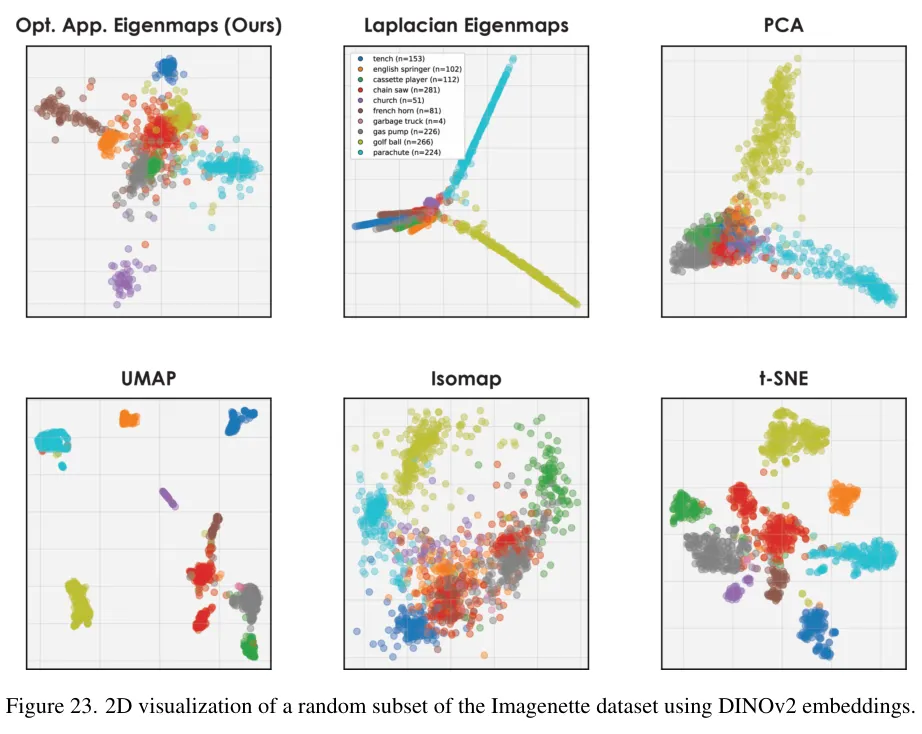 Opt. App. Eigenmaps (Ours)
Laplacian Eigenmaps
PCA
tench (n=153)
english springer (n=102)
cassette player (n=112)
chain saw (n=281)
church (n=51)
french horn (n=81)
garbage truck (n=4)
gas pump (n=226)
golf ball (n=266)
parachute (n=224)
UMAP
Isomap
t-SNE
Figure 23. 2D visualization of a random subset of the Imagenette dataset using DINOv2 embeddings.